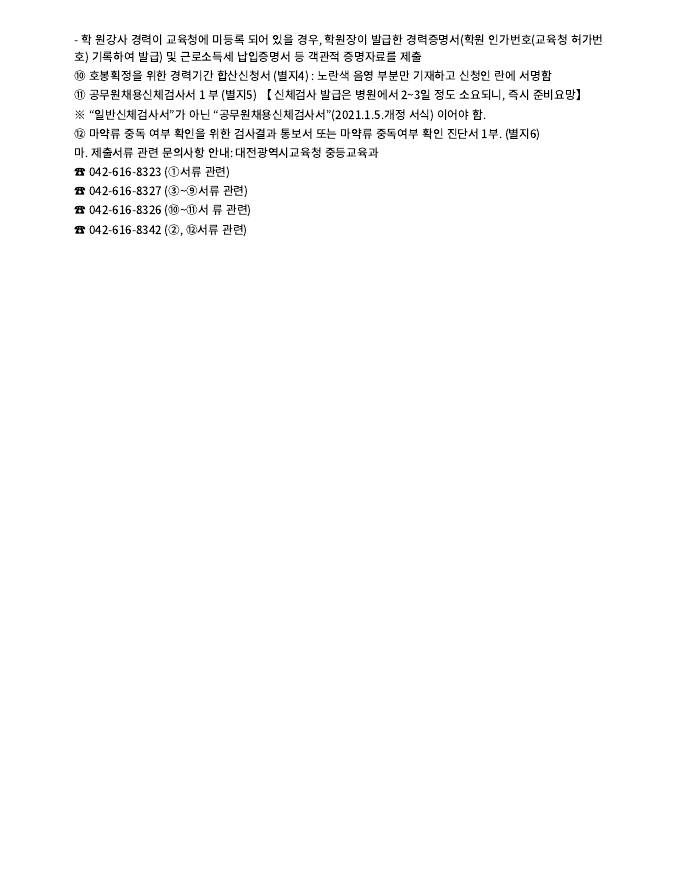 - 학 원강사 경력이 교육청에 미등록 되어 있을 경우, 학원장이 발급한 경력증명서(학원 인가번호(교육청 허가번
호) 기록하여 발급) 및 근로소득세 납입증명서 등 객관적 증명자료를 제출
⑩ 호봉획정을 위한 경력기간 합산신청서 (별지4) : 노란색 음영 부분만 기재하고 신청인 란에 서명함
⑪ 공무원채용신체검사서 1 부 (별지5) 【 신체검사 발급은 병원에서 2~3일 정도 소요되니, 즉시 준비요망】
※ “일반신체검사서”가 아닌 “공무원채용신체검사서”(2021.1.5.개정 서식) 이어야 함.
⑫ 마약류 중독 여부 확인을 위한 검사결과 통보서 또는 마약류 중독여부 확인 진단서 1부. (별지6)
마. 제출서류 관련 문의사항 안내: 대전광역시교육청 중등교육과
☎ 042-616-8323 (①서류 관련)
☎ 042-616-8327 (③~⑨서류 관련)
☎ 042-616-8326 (⑩~⑪서 류 관련)
☎ 042-616-8342 (②, ⑫서류 관련)